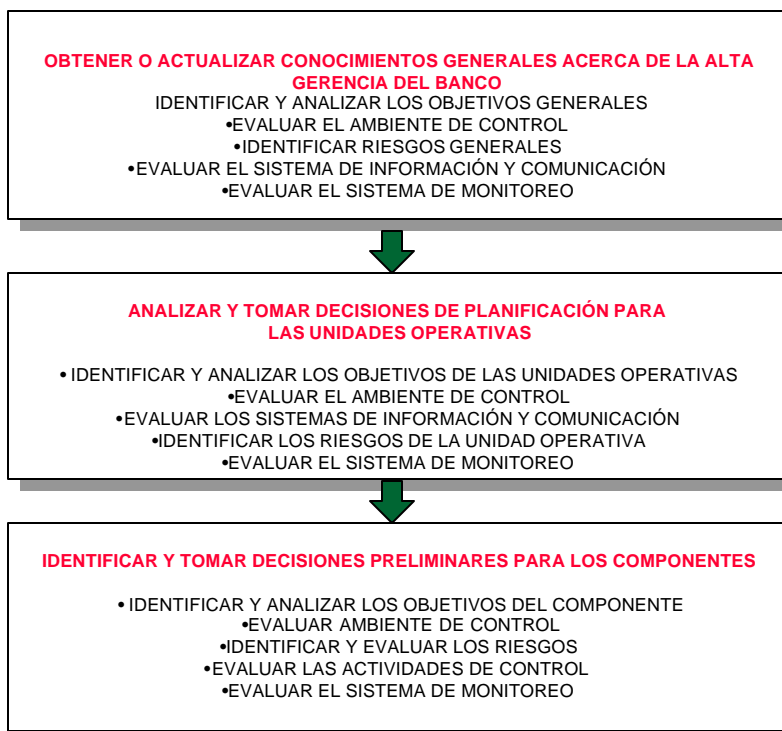 OBTENER O ACTUALIZAR CONOCIMIENTOS GENERALES ACERCA DE LA ALTA
GERENCIA DEL BANCO
IDENTIFICAR Y ANALIZAR LOS OBJETIVOS GENERALES
•EVALUAR EL AMBIENTE DE CONTROL
•IDENTIFICAR RIESGOS GENERALES
•EVALUAR EL SISTEMA DE INFORMACIÓN Y COMUNICACIÓN
•EVALUAR EL SISTEMA DE MONITOREO
ANALIZAR Y TOMAR DECISIONES DE PLANIFICACIÓN PARA
LAS UNIDADES OPERATIVAS
• IDENTIFICAR Y ANALIZAR LOS OBJETIVOS DE LAS UNIDADES OPERATIVAS
•EVALUAR EL AMBIENTE DE CONTROL
•EVALUAR LOS SISTEMAS DE INFORMACIÓN Y COMUNICACIÓN
•IDENTIFICAR LOS RIESGOS DE LA UNIDAD OPERATIVA
•EVALUAR EL SISTEMA DE MONITOREO
IDENTIFICAR Y TOMAR DECISIONES PRELIMINARES PARA LOS COMPONENTES
• IDENTIFICAR Y ANALIZAR LOS OBJETIVOS DEL COMPONENTE
•EVALUAR AMBIENTE DE CONTROL
•IDENTIFICAR Y EVALUAR LOS RIESGOS
•EVALUAR LAS ACTIVIDADES DE CONTROL
•EVALUAR EL SISTEMA DE MONITOREO